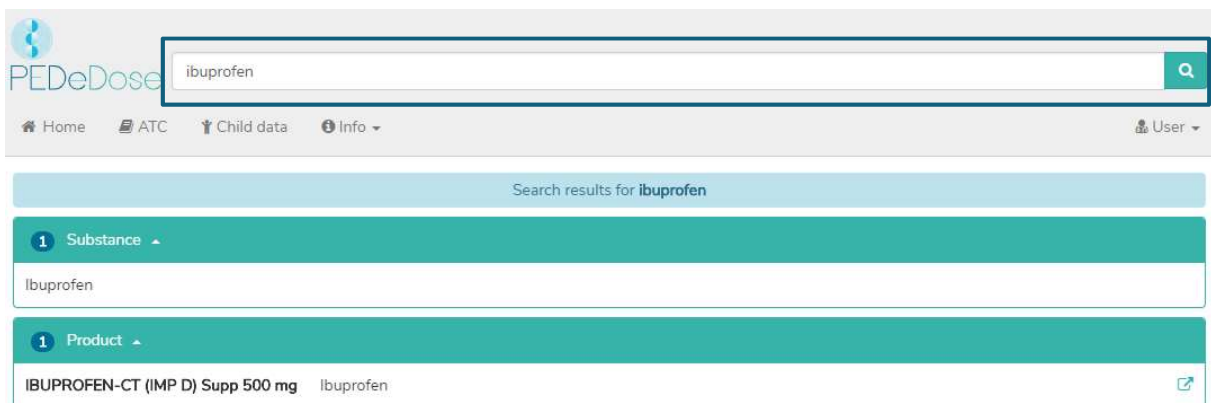 PEDeDose
ibuprofen
Home ATC Child data Info User
Search results for ibuprofen
1 Substance
Ibuprofen
1 Product
IBUPROFEN-CT (IMP D) Supp 500 mg Ibuprofen